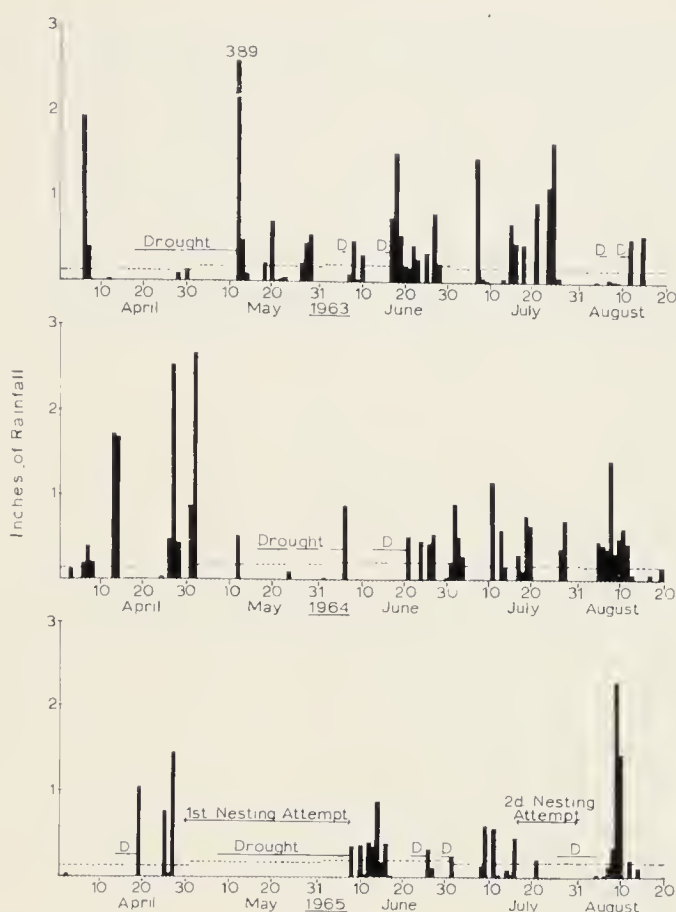 Inches of Rainfall
3
389
2
1
Drought D D D D
10 20 30 10 20 31 10 20 30 10 20 31 10 20
April May 1963 June July August
3
2
1
Drought D
10 20 30 10 20 31 10 20 30 10 20 31 10 20
April May 1964 June July August
3
2
1
2d Nesting
1st Nesting Attempt Attempt
D Drought D D D
10 20 30 10 20 31 10 20 30 10 20 31 10 20
April May 1965 June July August